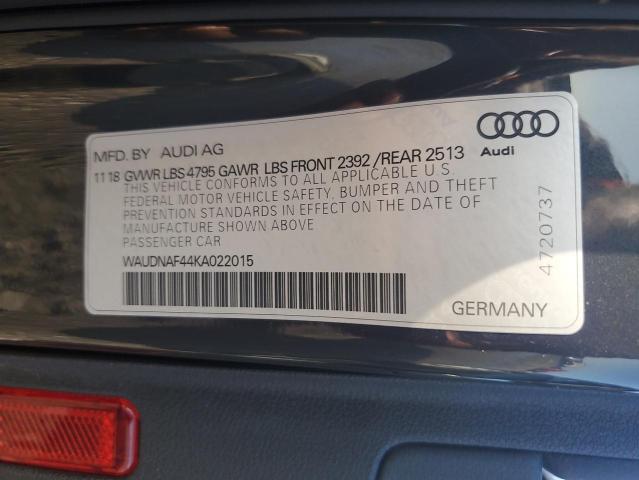 MFD. BY AUDI AG
11 18 GVWR LBS 4795 GAWR LBS FRONT 2392 / REAR 2513
THIS VEHICLE CONFORMS TO ALL APPLICABLE U.S.
FEDERAL MOTOR VEHICLE SAFETY, BUMPER AND THEFT
PREVENTION STANDARDS IN EFFECT ON THE DATE OF
MANUFACTURE SHOWN ABOVE
PASSENGER CAR
WAUDNAF44KA022015
Audi
4720737
GERMANY